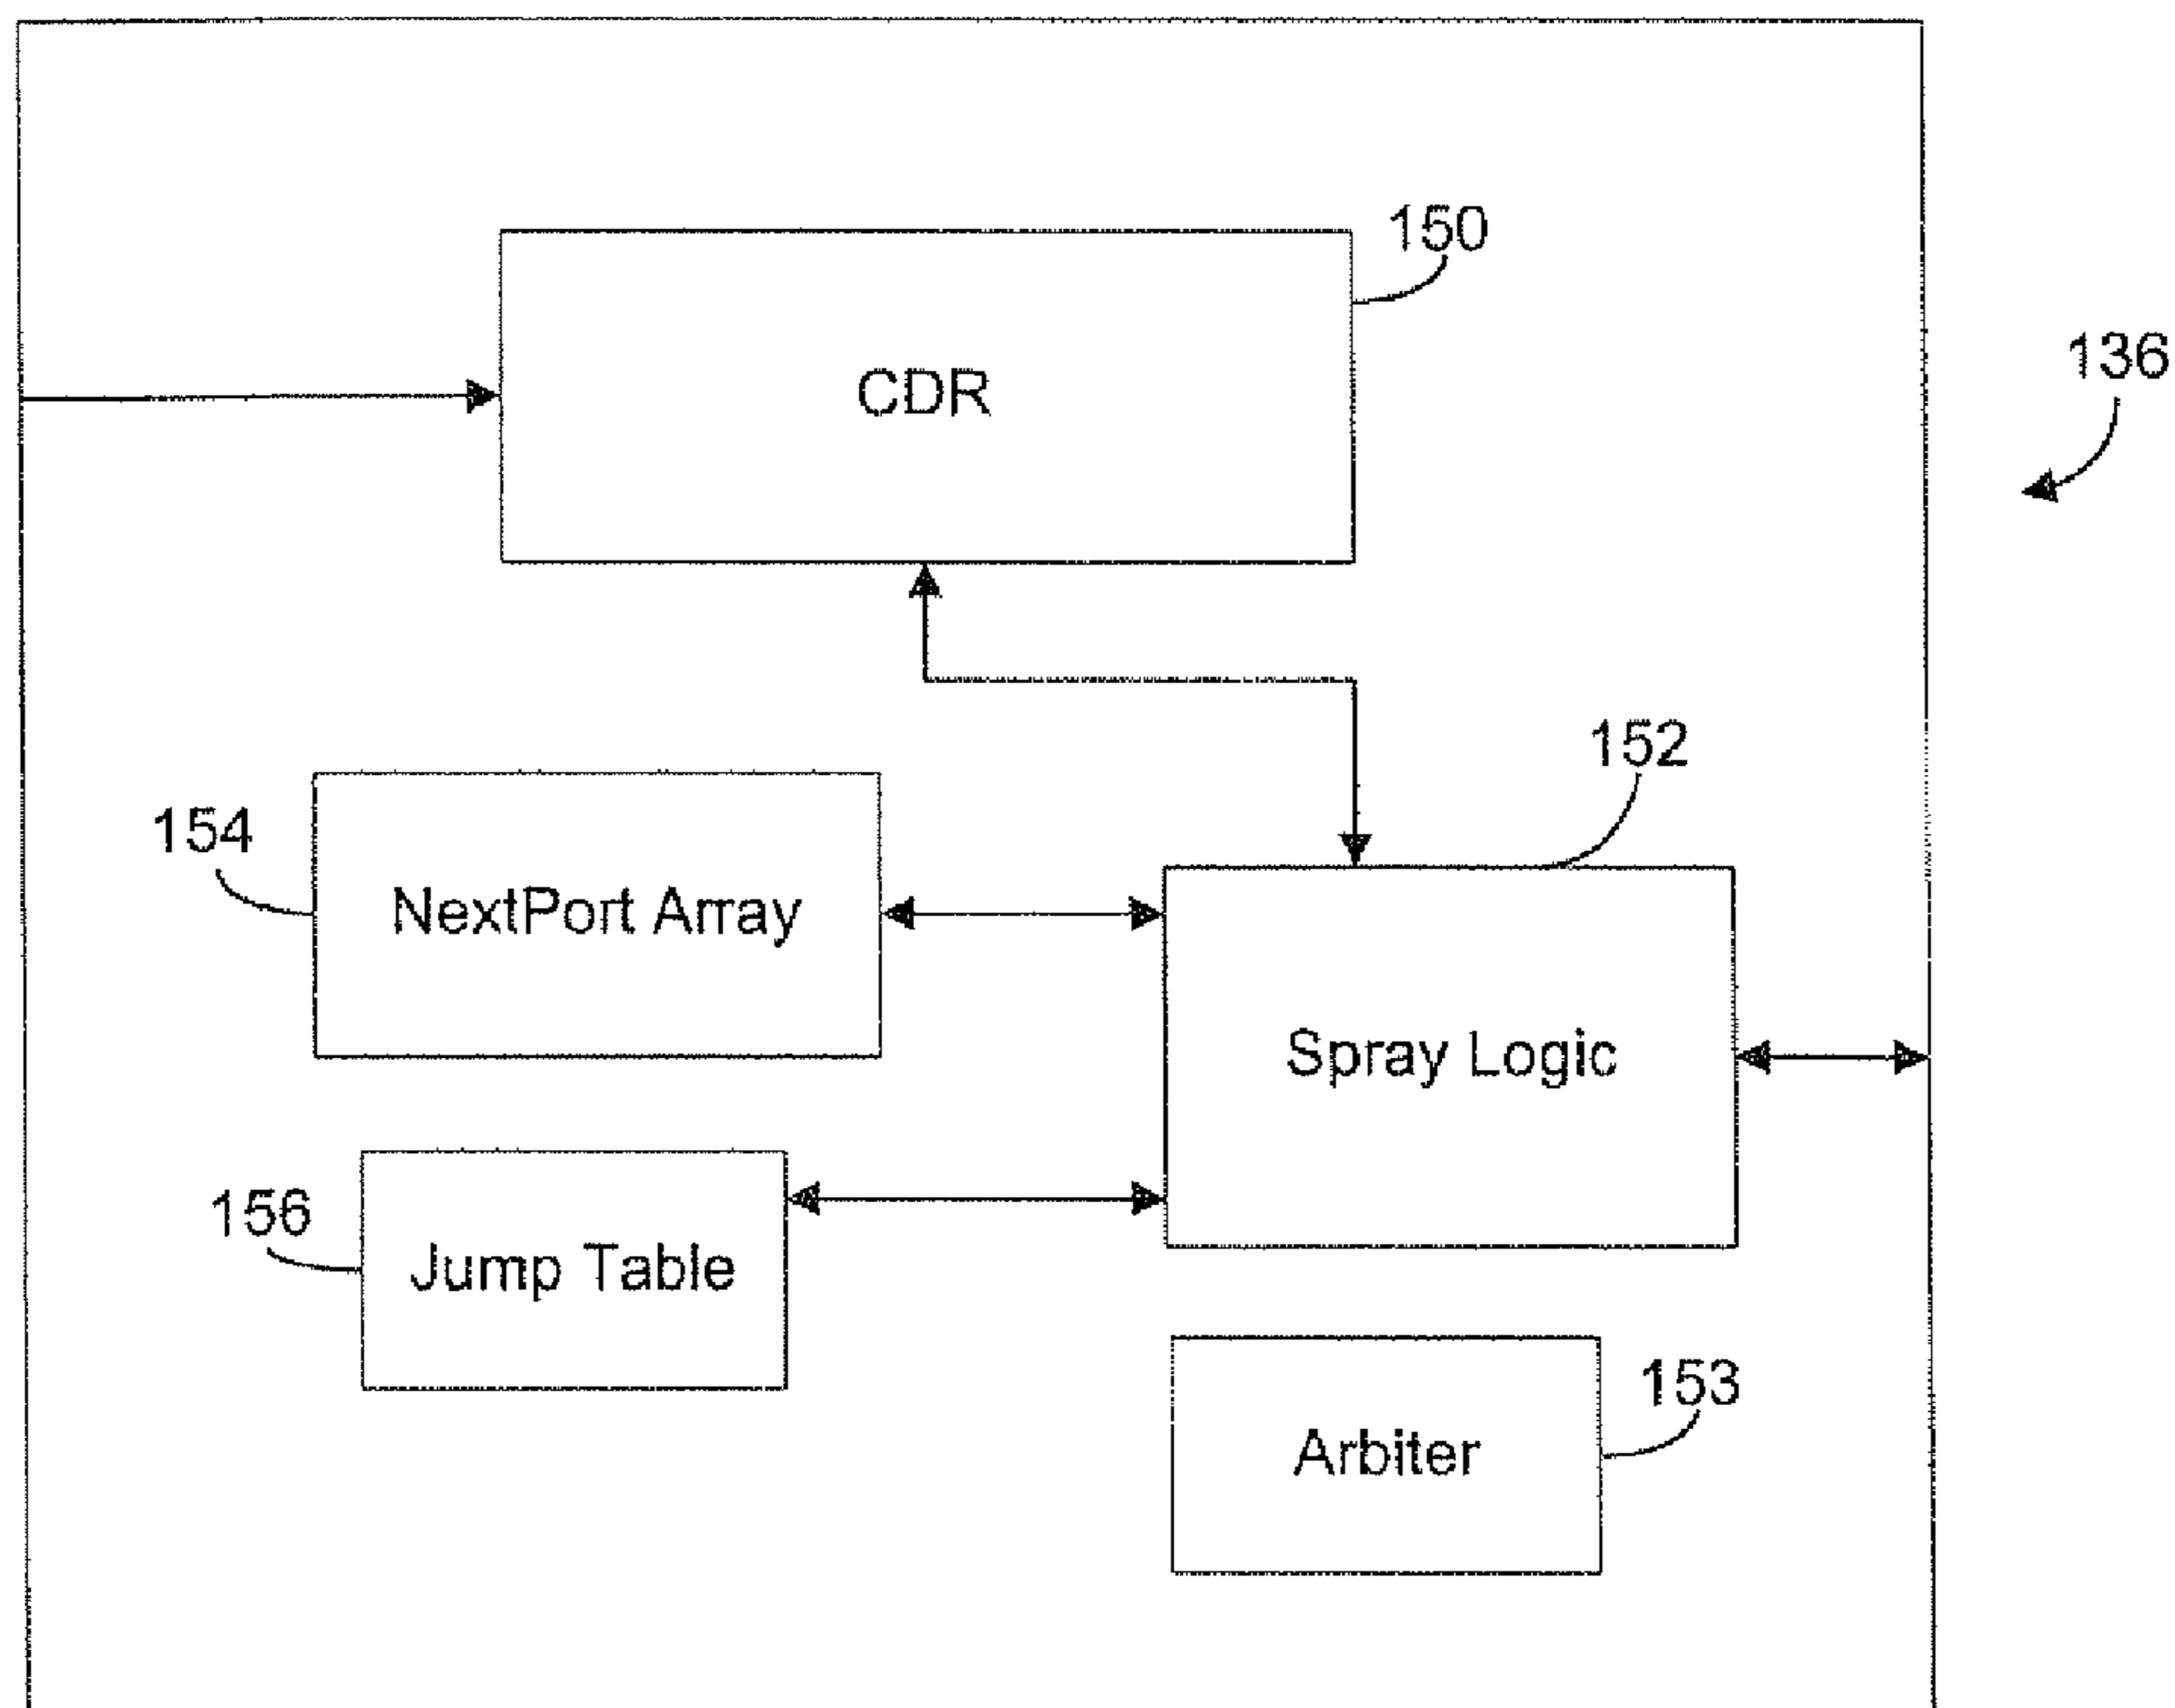 150
136
CDR
152
154
NextPort Array
Spray Logic
156
Jump Table
153
Arbiter